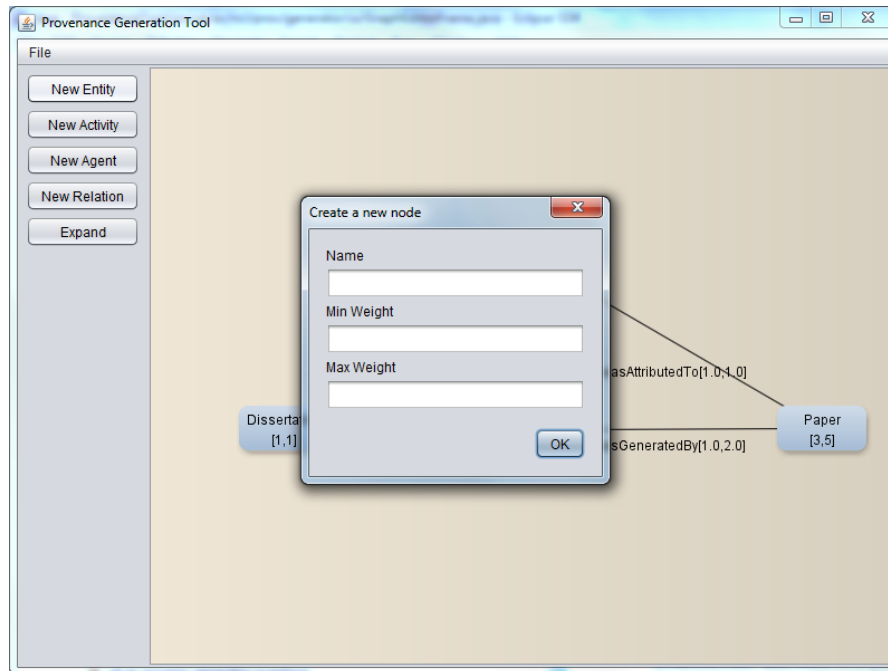 Provenance Generation Tool
File
New Entity
New Activity
New Agent
New Relation
Expand
Create a new node
Name
Min Weight
Max Weight
OK
asAttributedTo[1.0,1.0]
sGeneratedBy[1.0,2.0]
Disserta
[1,1]
Paper
[3,5]